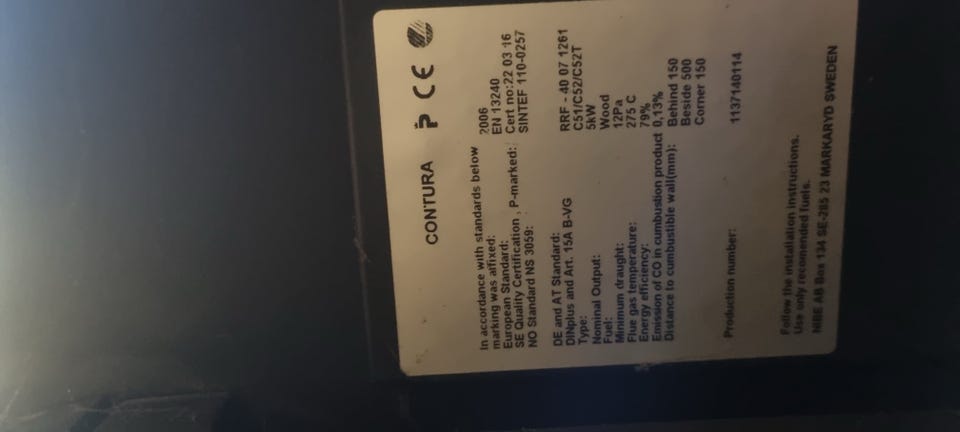 CONTURA P CE
In accordance with standards below
marking was affixed: 2006
European Standard: EN 13240
SE Quality Certification , P-marked: Cert no:22 03 16
NO Standard NS 3059: SINTEF 110-0257
DE and AT Standard:
DINplus and Art. 15A B-VG RRF - 40 07 1261
Type: C51/C52/C52T
Nominal Output: 5kW
Fuel: Wood
Minimum draught: 12Pa
Flue gas temperature: 275 C
Energy efficiency: 79%
Emission of CO in cumbustion product 0,13%
Distance to cumbustible wall(mm): Behind 150
Beside 500
Corner 150
Production number: 1137140114
Follow the installation instructions.
Use only recomended fuels.
NIBE AB Box 134 SE-285 23 MARKARYD SWEDEN